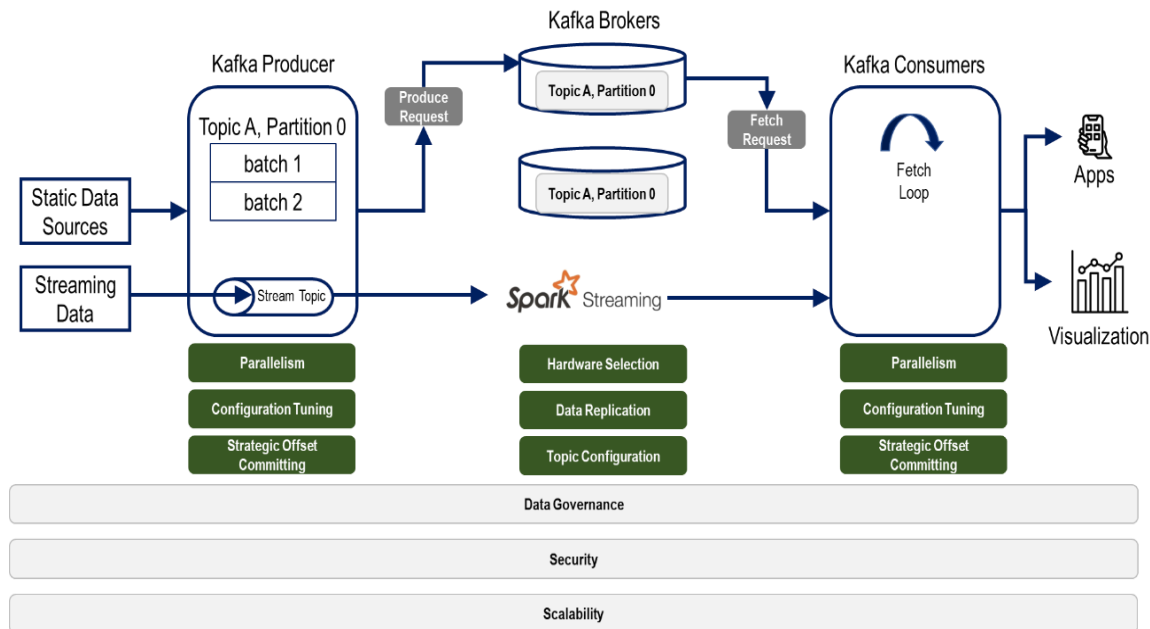 Kafka Brokers
Kafka Producer
Kafka Consumers
Topic A, Partition 0
Produce
Request
Fetch
Request
Topic A, Partition 0
batch 1
batch 2
Topic A, Partition 0
Fetch
Loop
Apps
Static Data
Sources
Streaming
Data
Stream Topic
Spark Streaming
Visualization
Parallelism
Configuration Tuning
Strategic Offset
Committing
Hardware Selection
Data Replication
Topic Configuration
Parallelism
Configuration Tuning
Strategic Offset
Committing
Data Governance
Security
Scalability